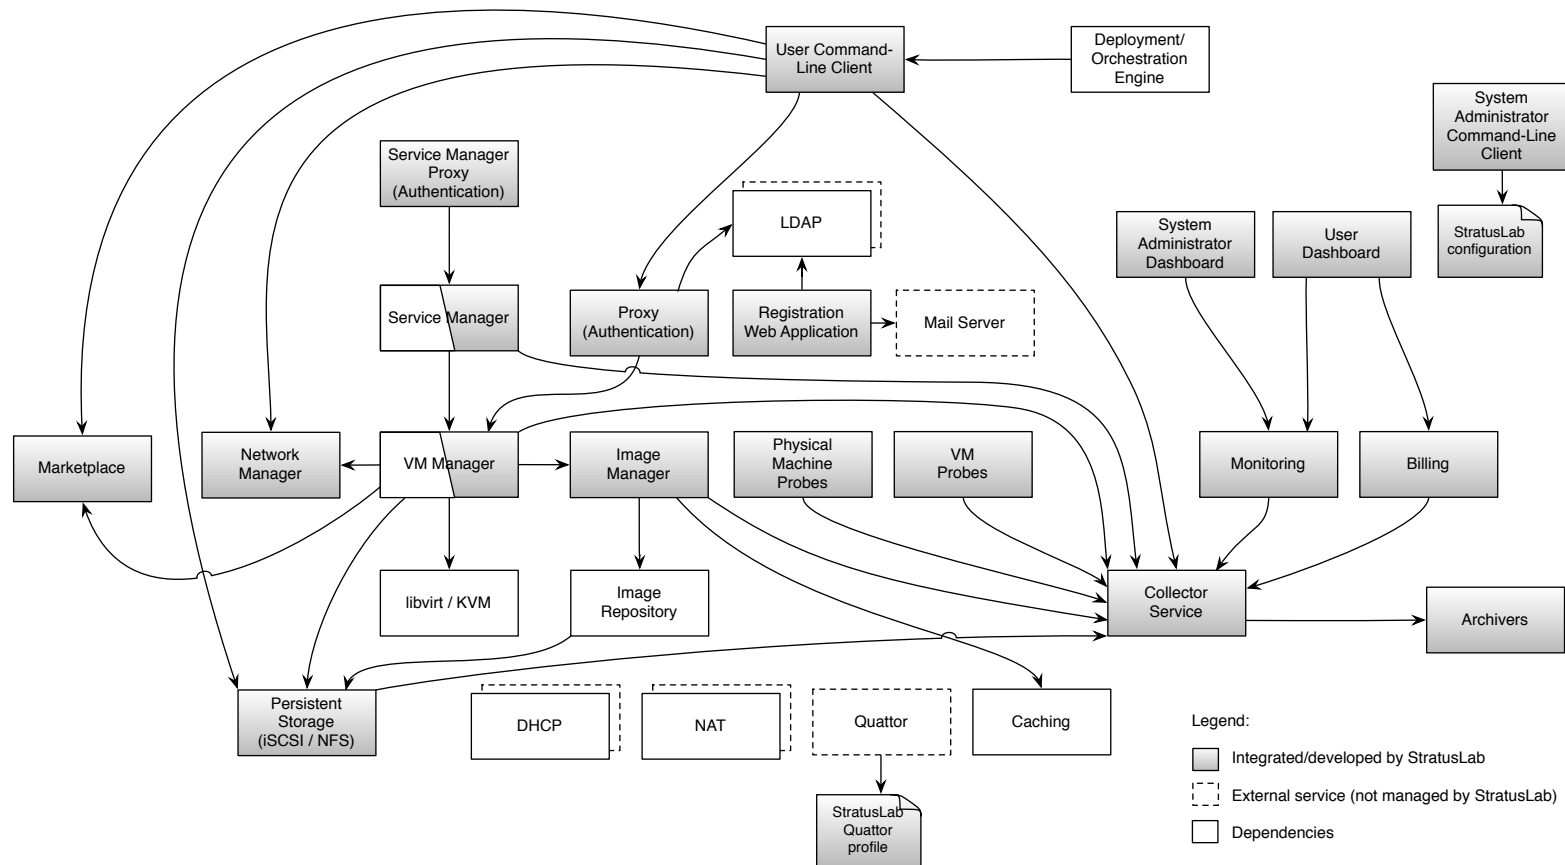 User Command-
Line Client
Deployment/
Orchestration
Engine
System
Administrator
Command-Line
Client
Service Manager
Proxy
(Authentication)
LDAP
StratusLab
configuration
System
Administrator
Dashboard
User
Dashboard
Service Manager
Proxy
(Authentication)
Registration
Web Application
Mail Server
Marketplace
Network
Manager
VM Manager
Image
Manager
Physical
Machine
Probes
VM
Probes
Monitoring
Billing
libvirt / KVM
Image
Repository
Collector
Service
Archivers
Persistent
Storage
(iSCSI / NFS)
DHCP
NAT
Quattor
Caching
StratusLab
Quattor
profile
Legend:
Integrated/developed by StratusLab
External service (not managed by StratusLab)
Dependencies